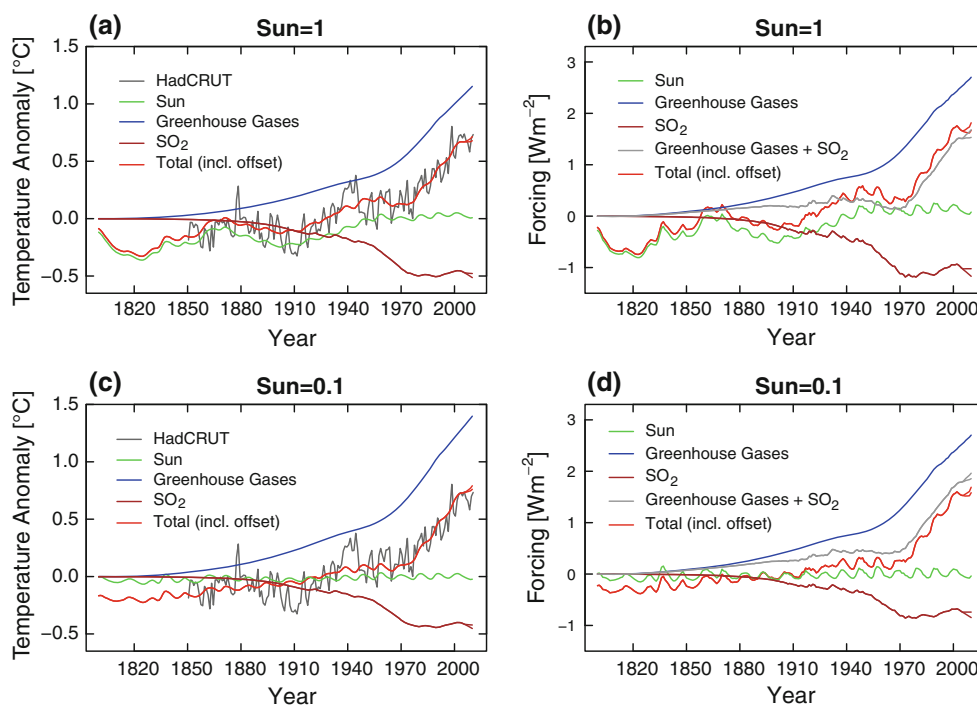 (a) Sun=1
Temperature Anomaly [°C]
1.5
1.0
0.5
0.0
−0.5
HadCRUT
Sun
Greenhouse Gases
SO2
Total (incl. offset)
1820 1850 1880 1910 1940 1970 2000
Year
(b) Sun=1
Forcing [Wm−2]
3
2
1
0
−1
Sun
Greenhouse Gases
SO2
Greenhouse Gases + SO2
Total (incl. offset)
1820 1850 1880 1910 1940 1970 2000
Year
(c) Sun=0.1
Temperature Anomaly [°C]
1.5
1.0
0.5
0.0
−0.5
HadCRUT
Sun
Greenhouse Gases
SO2
Total (incl. offset)
1820 1850 1880 1910 1940 1970 2000
Year
(d) Sun=0.1
Forcing [Wm−2]
3
2
1
0
−1
Sun
Greenhouse Gases
SO2
Greenhouse Gases + SO2
Total (incl. offset)
1820 1850 1880 1910 1940 1970 2000
Year